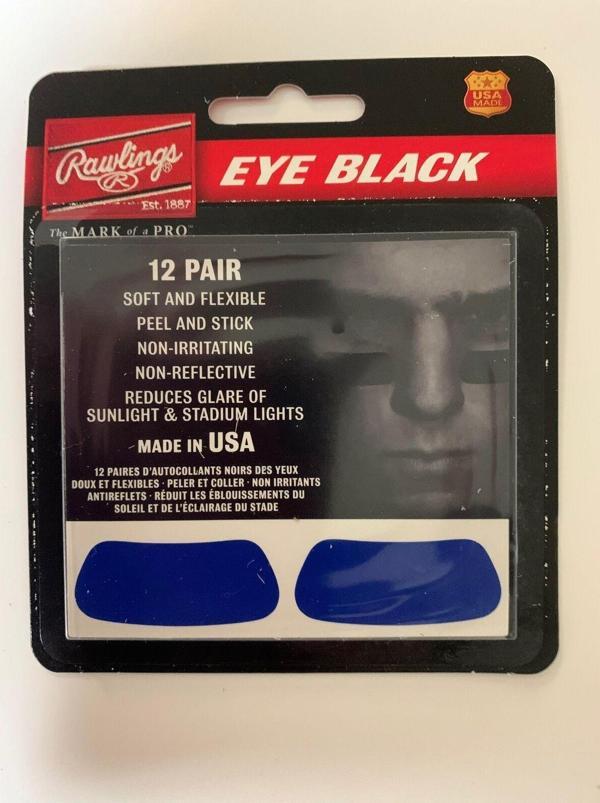 USA
MADE
Rawlings®
R
Est. 1887
EYE BLACK
The MARK of a PRO™
12 PAIR
SOFT AND FLEXIBLE
PEEL AND STICK
NON-IRRITATING
NON-REFLECTIVE
REDUCES GLARE OF
SUNLIGHT & STADIUM LIGHTS
MADE IN USA
12 PAIRES D'AUTOCOLLANTS NOIRS DES YEUX
DOUX ET FLEXIBLES · PELER ET COLLER · NON IRRITANTS
ANTIREFLETS · RÉDUIT LES ÉBLOUISSEMENTS DU
SOLEIL ET DE L'ÉCLAIRAGE DU STADE